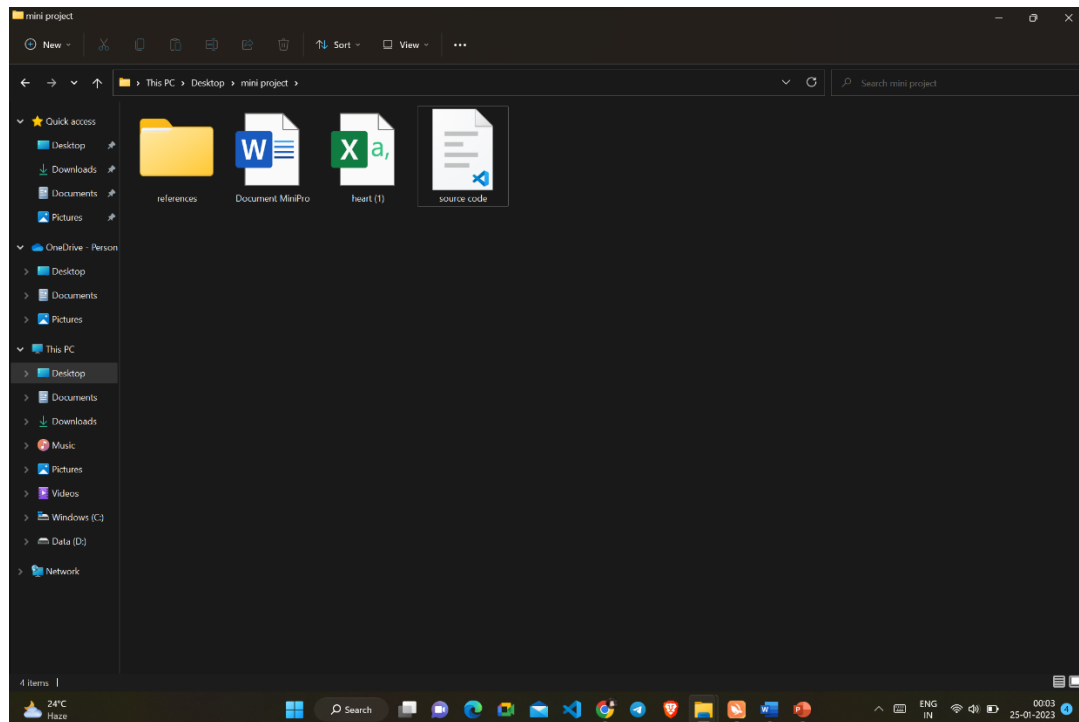 mini project
New
Sort
View
This PC > Desktop > mini project >
Search mini project
Quick access
Desktop
Downloads
Documents
Pictures
OneDrive - Person
Desktop
Documents
Pictures
This PC
Desktop
Documents
Downloads
Music
Pictures
Videos
Windows (C:)
Data (D:)
Network
references
Document MiniPro
heart (1)
source code
4 items
24°C
Haze
Search
ENG
IN
00:03
25-01-2023
4